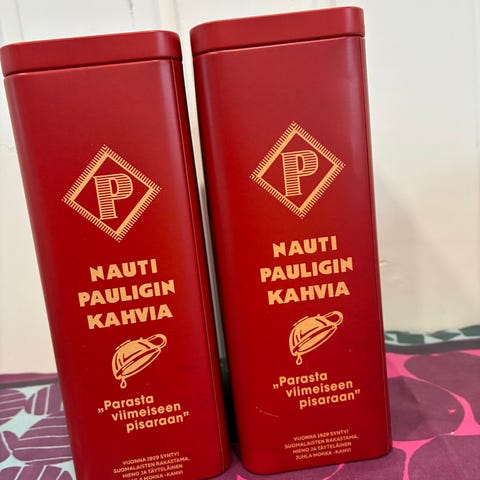 P
NAUTI
PAULIGIN
KAHVIA
„Parasta
viimeiseen
pisaraan”
VUONNA 1929 SYNTYI
SUOMALAISTEN RAKASTAMA,
HIENO JA TÄYTELÄINEN
JUHLA MOKKA -KAHVI
P
NAUTI
PAULIGIN
KAHVIA
„Parasta
viimeiseen
pisaraan”
VUONNA 1929 SYNTYI
SUOMALAISTEN RAKASTAMA,
HIENO JA TÄYTELÄINEN
JUHLA MOKKA -KAHVI